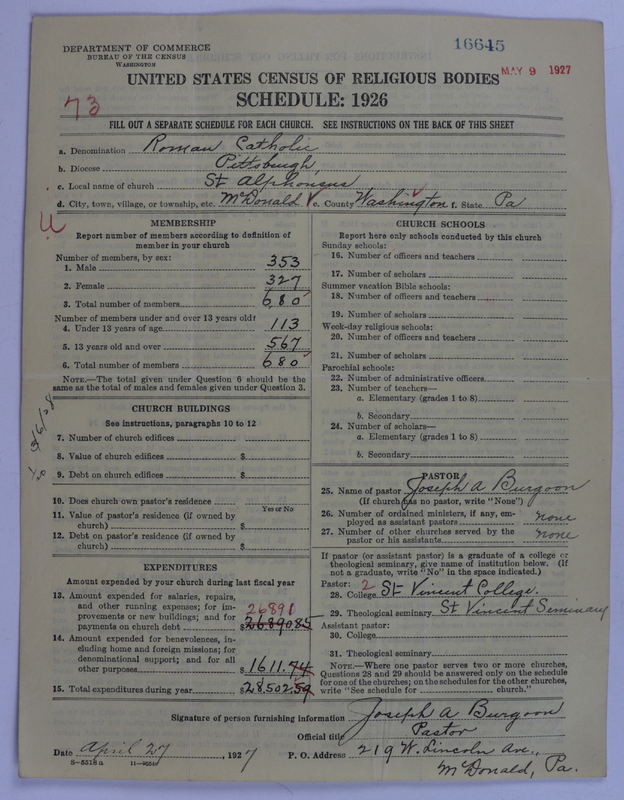 DEPARTMENT OF COMMERCE
BUREAU OF THE CENSUS
WASHINGTON
16645
MAY 9 1927
UNITED STATES CENSUS OF RELIGIOUS BODIES
SCHEDULE: 1926
73
FILL OUT A SEPARATE SCHEDULE FOR EACH CHURCH. SEE INSTRUCTIONS ON THE BACK OF THIS SHEET
a. Denomination Roman Catholic
b. Diocese Pittsburgh
c. Local name of church St Alphonsus
d. City, town, village, or township, etc. McDonald e. County Washington f. State Pa
MEMBERSHIP
Report number of members according to definition of
member in your church
Number of members, by sex:
1. Male 353
2. Female 327
3. Total number of members 680
Number of members under and over 13 years old:
4. Under 13 years of age 113
5. 13 years old and over 567
6. Total number of members 680
NOTE.—The total given under Question 6 should be the
same as the total of males and females given under Question 3.
CHURCH BUILDINGS
See instructions, paragraphs 10 to 12
7. Number of church edifices
8. Value of church edifices $
9. Debt on church edifices $
10. Does church own pastor's residence
Yes or No
11. Value of pastor's residence (if owned by
church) $
12. Debt on pastor's residence (if owned by
church) $
EXPENDITURES
Amount expended by your church during last fiscal year
13. Amount expended for salaries, repairs,
and other running expenses; for im-
provements or new buildings; and for
payments on church debt $26890.85
26891
14. Amount expended for benevolences, in-
cluding home and foreign missions; for
denominational support; and for all
other purposes $1611.74
15. Total expenditures during year $28,502.59
CHURCH SCHOOLS
Report here only schools conducted by this church
Sunday schools:
16. Number of officers and teachers
17. Number of scholars
Summer vacation Bible schools:
18. Number of officers and teachers
19. Number of scholars
Week-day religious schools:
20. Number of officers and teachers
21. Number of scholars
Parochial schools:
22. Number of administrative officers
23. Number of teachers—
a. Elementary (grades 1 to 8)
b. Secondary
24. Number of scholars—
a. Elementary (grades 1 to 8)
b. Secondary
PASTOR
25. Name of pastor Joseph A Burgoon
(If church has no pastor, write "None")
26. Number of ordained ministers, if any, em-
ployed as assistant pastors none
27. Number of other churches served by the
pastor or his assistants none
If pastor (or assistant pastor) is a graduate of a college or
theological seminary, give name of institution below. (If
not a graduate, write "No" in the space indicated.)
Pastor: 2
28. College St Vincent College.
29. Theological seminary St Vincent Seminary
Assistant pastor:
30. College
31. Theological seminary
NOTE.—Where one pastor serves two or more churches,
Questions 28 and 29 should be answered only on the schedule
for one of the churches; on the schedules for the other churches,
write "See schedule for church."
Signature of person furnishing information Joseph A Burgoon
Official title Pastor
Date April 27, 1927 P. O. Address 219 W. Lincoln Ave.,
McDonald, Pa.
S-5518a